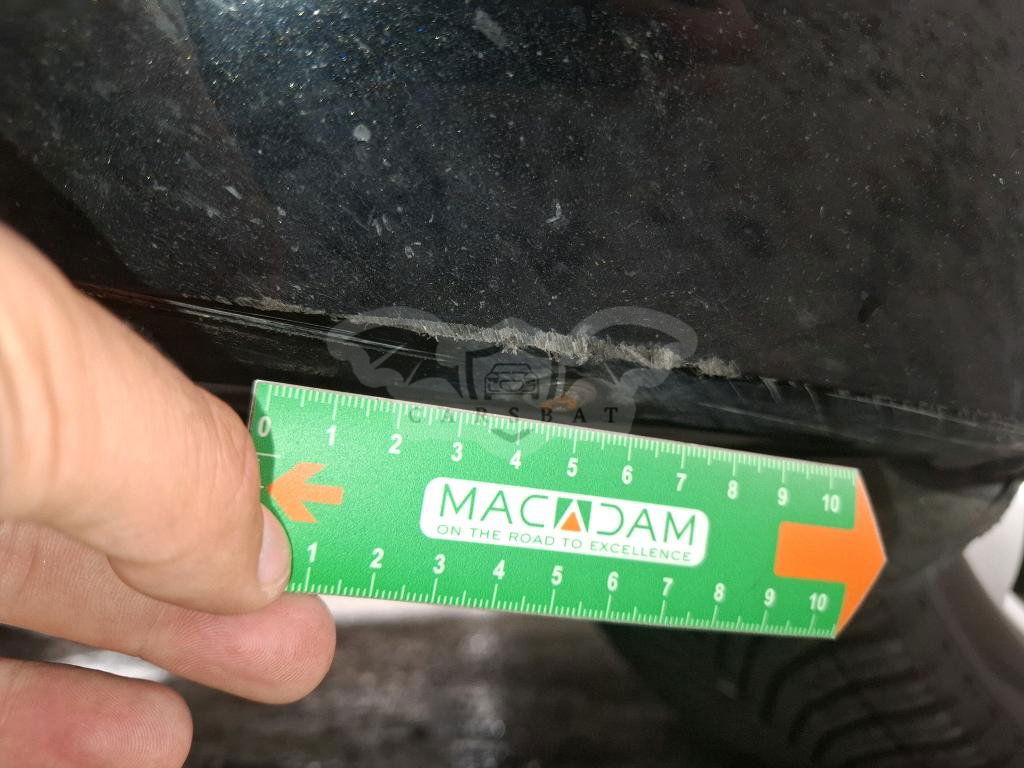 CARSBAT
0 1 2 3 4 5 6 7 8 9 10
MACADAM
ON THE ROAD TO EXCELLENCE
1 2 3 4 5 6 7 8 9 10